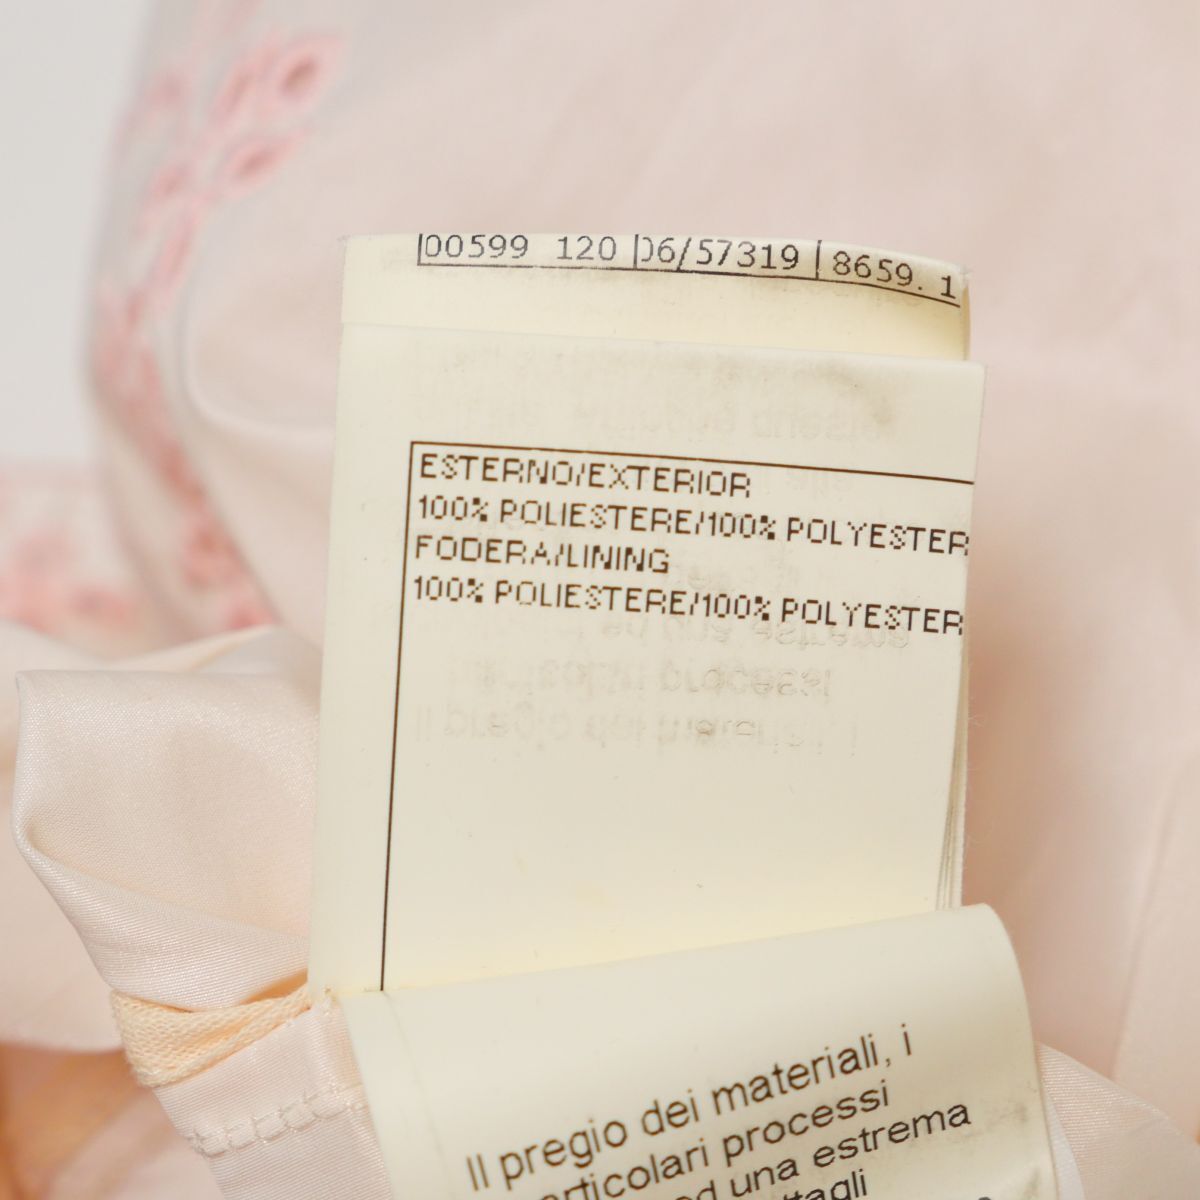 00599 120 06/57319 8659. 1
ESTERNO/EXTERIOR
100% POLIESTERE/100% POLYESTER
FODERA/LINING
100% POLIESTERE/100% POLYESTER
Il pregio dei materiali, i
articolari processi
ed una estrema